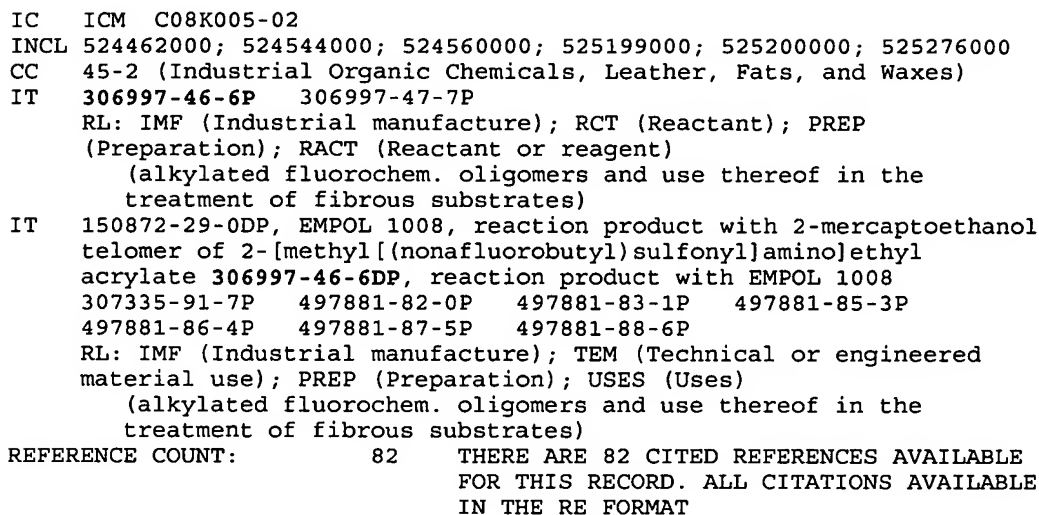 IC ICM C08K005-02
INCL 524462000; 524544000; 524560000; 525199000; 525200000; 525276000
CC 45-2 (Industrial Organic Chemicals, Leather, Fats, and Waxes)
IT 306997-46-6P 306997-47-7P
RL: IMF (Industrial manufacture); RCT (Reactant); PREP
(Preparation); RACT (Reactant or reagent)
(alkylated fluorochem. oligomers and use thereof in the
treatment of fibrous substrates)
IT 150872-29-0DP, EMPOL 1008, reaction product with 2-mercaptoethanol
telomer of 2-[methyl[(nonafluorobutyl)sulfonyl]amino]ethyl
acrylate 306997-46-6DP, reaction product with EMPOL 1008
307335-91-7P 497881-82-0P 497881-83-1P 497881-85-3P
497881-86-4P 497881-87-5P 497881-88-6P
RL: IMF (Industrial manufacture); TEM (Technical or engineered
material use); PREP (Preparation); USES (Uses)
(alkylated fluorochem. oligomers and use thereof in the
treatment of fibrous substrates)
REFERENCE COUNT: 82 THERE ARE 82 CITED REFERENCES AVAILABLE
FOR THIS RECORD. ALL CITATIONS AVAILABLE
IN THE RE FORMAT